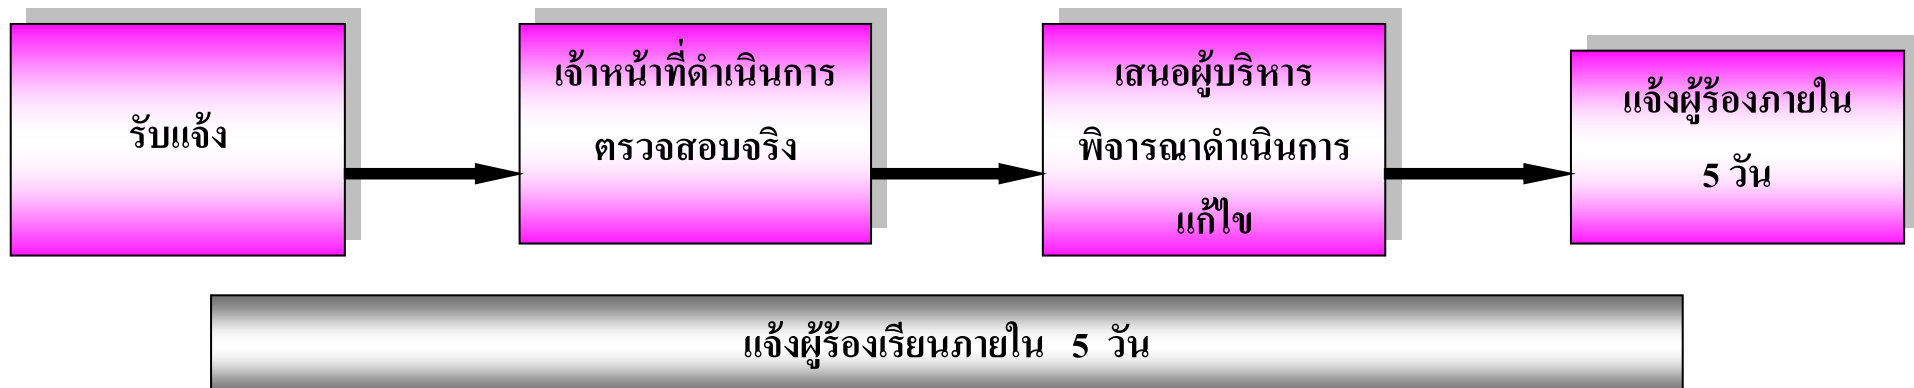 รับแจ้ง
เจ้าหน้าที่ดำเนินการ
ตรวจสอบจริง
เสนอผู้บริหาร
พิจารณาดำเนินการ
แก้ไข
แจ้งผู้ร้องภายใน
5 วัน
แจ้งผู้ร้องเรียนภายใน 5 วัน